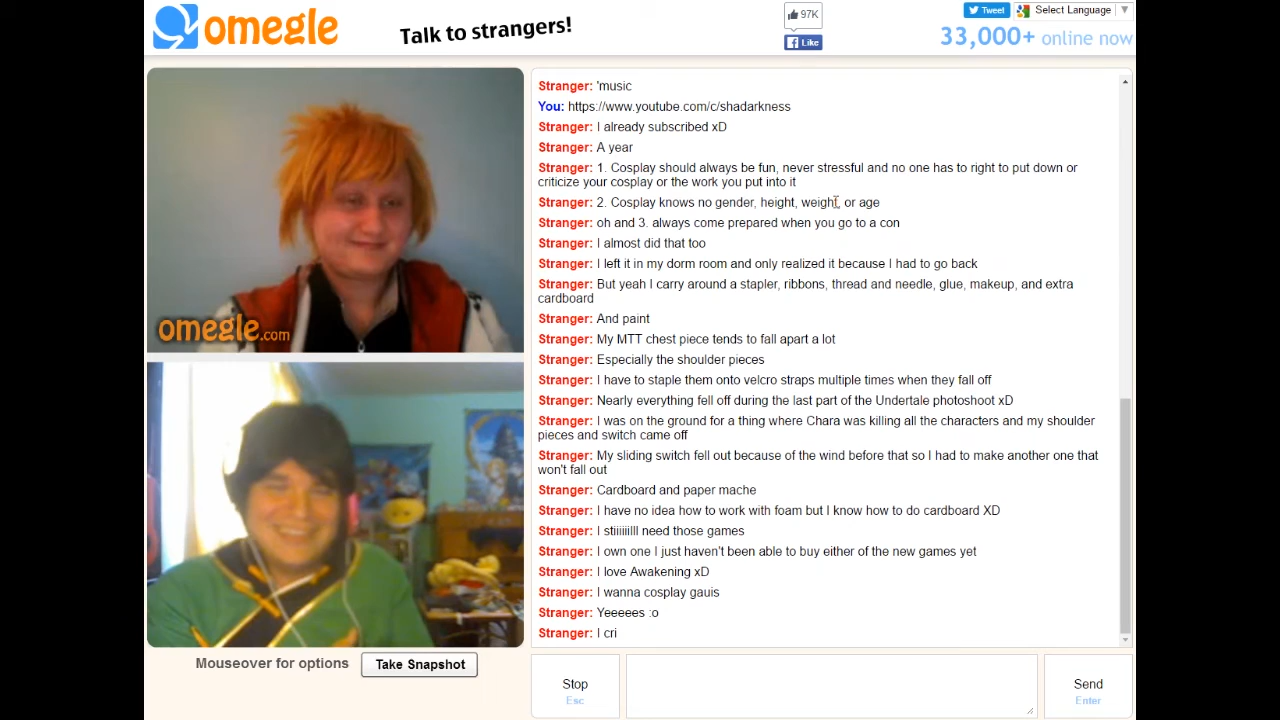 omegle
Talk to strangers!
97K
Like
Tweet
Select Language
33,000+ online now
Stranger: 'music
You: https://www.youtube.com/c/shadarkness
Stranger: I already subscribed xD
Stranger: A year
Stranger: 1. Cosplay should always be fun, never stressful and no one has to right to put down or
criticize your cosplay or the work you put into it
Stranger: 2. Cosplay knows no gender, height, weight, or age
Stranger: oh and 3. always come prepared when you go to a con
Stranger: I almost did that too
Stranger: I left it in my dorm room and only realized it because I had to go back
Stranger: But yeah I carry around a stapler, ribbons, thread and needle, glue, makeup, and extra
cardboard
Stranger: And paint
Stranger: My MTT chest piece tends to fall apart a lot
Stranger: Especially the shoulder pieces
Stranger: I have to staple them onto velcro straps multiple times when they fall off
Stranger: Nearly everything fell off during the last part of the Undertale photoshoot xD
Stranger: I was on the ground for a thing where Chara was killing all the characters and my shoulder
pieces and switch came off
Stranger: My sliding switch fell out because of the wind before that so I had to make another one that
won't fall out
Stranger: Cardboard and paper mache
Stranger: I have no idea how to work with foam but I know how to do cardboard XD
Stranger: I stiiiiiilll need those games
Stranger: I own one I just haven't been able to buy either of the new games yet
Stranger: I love Awakening xD
Stranger: I wanna cosplay gauis
Stranger: Yeeeees :o
Stranger: I cri
omegle.com
Mouseover for options
Take Snapshot
Stop
Esc
Send
Enter